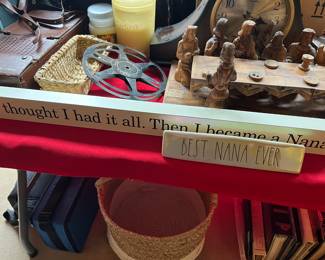 thought I had it all. Then I became a Nana
BEST NANA EVER